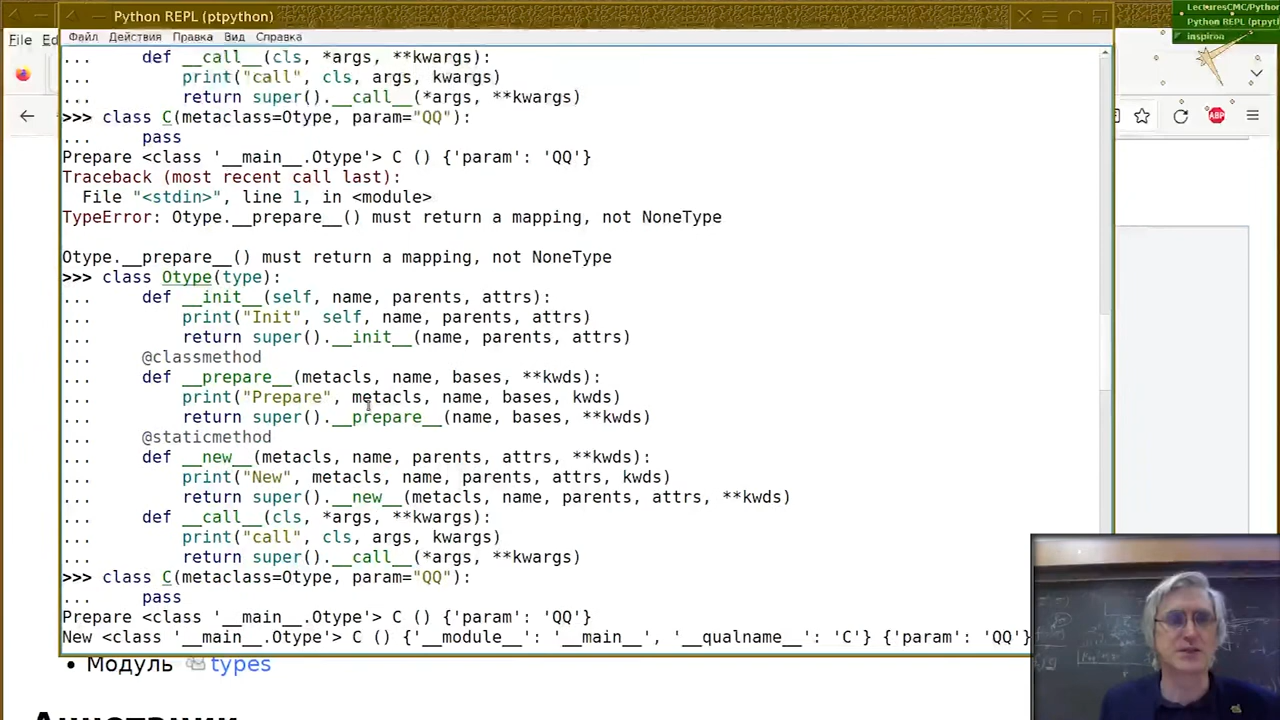 Python REPL (ptpython)
LecturesCMC/Python
Python REPL (ptpy
inspiron
File Ed
Файл Действия Правка Вид Справка
ABP
...     def __call__(cls, *args, **kwargs):
...         print("call", cls, args, kwargs)
...         return super().__call__(*args, **kwargs)
>>> class C(metaclass=Otype, param="QQ"):
...     pass
Prepare <class '__main__.Otype'> C () {'param': 'QQ'}
Traceback (most recent call last):
  File "<stdin>", line 1, in <module>
TypeError: Otype.__prepare__() must return a mapping, not NoneType
Otype.__prepare__() must return a mapping, not NoneType
>>> class Otype(type):
...     def __init__(self, name, parents, attrs):
...         print("Init", self, name, parents, attrs)
...         return super().__init__(name, parents, attrs)
...     @classmethod
...     def __prepare__(metacls, name, bases, **kwds):
...         print("Prepare", metacls, name, bases, kwds)
...         return super().__prepare__(name, bases, **kwds)
...     @staticmethod
...     def __new__(metacls, name, parents, attrs, **kwds):
...         print("New", metacls, name, parents, attrs, kwds)
...         return super().__new__(metacls, name, parents, attrs, **kwds)
...     def __call__(cls, *args, **kwargs):
...         print("call", cls, args, kwargs)
...         return super().__call__(*args, **kwargs)
>>> class C(metaclass=Otype, param="QQ"):
...     pass
Prepare <class '__main__.Otype'> C () {'param': 'QQ'}
New <class '__main__.Otype'> C () {'__module__': '__main__', '__qualname__': 'C'} {'param': 'QQ'}
Модуль types